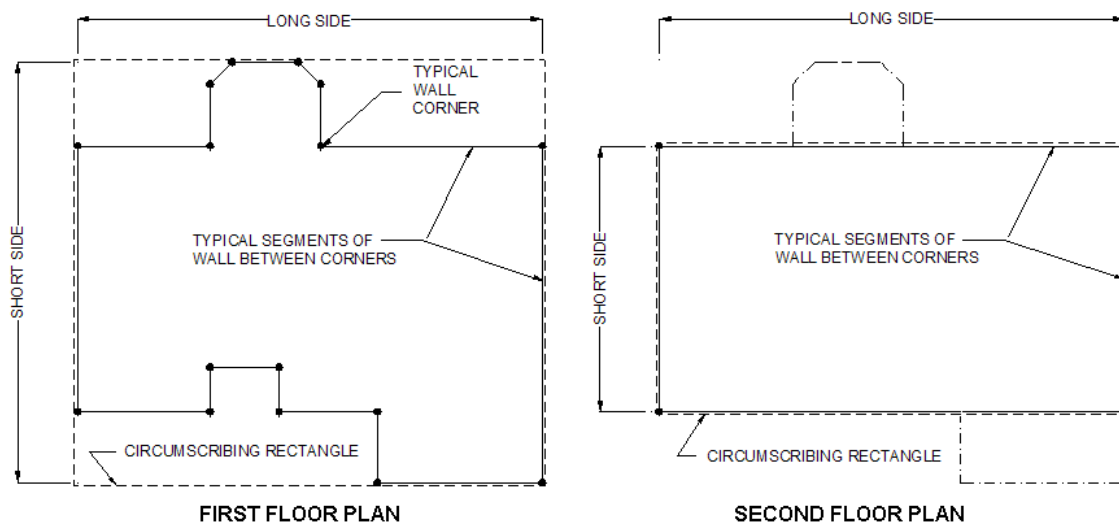 LONG SIDE
TYPICAL
WALL
CORNER
SHORT SIDE
TYPICAL SEGMENTS OF
WALL BETWEEN CORNERS
CIRCUMSCRIBING RECTANGLE
FIRST FLOOR PLAN
LONG SIDE
SHORT SIDE
TYPICAL SEGMENTS OF
WALL BETWEEN CORNERS
CIRCUMSCRIBING RECTANGLE
SECOND FLOOR PLAN